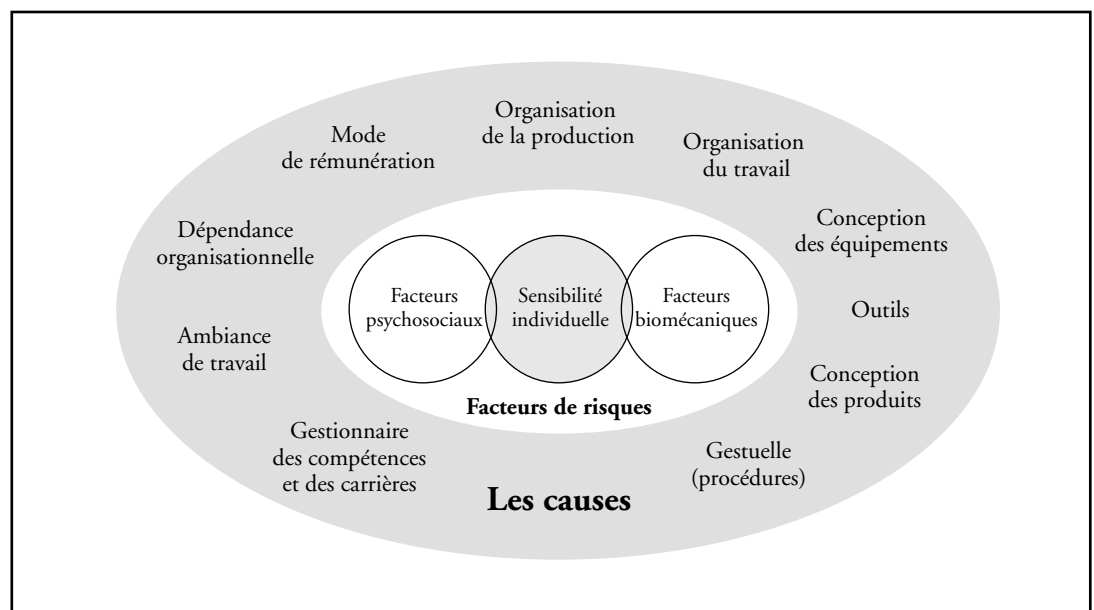 Organisation
de la production
Mode
de rémunération
Organisation
du travail
Dépendance
organisationnelle
Conception
des équipements
Facteurs
psychosociaux
Sensibilité
individuelle
Facteurs
biomécaniques
Outils
Ambiance
de travail
Conception
des produits
Facteurs de risques
Gestionnaire
des compétences
et des carrières
Gestuelle
(procédures)
Les causes